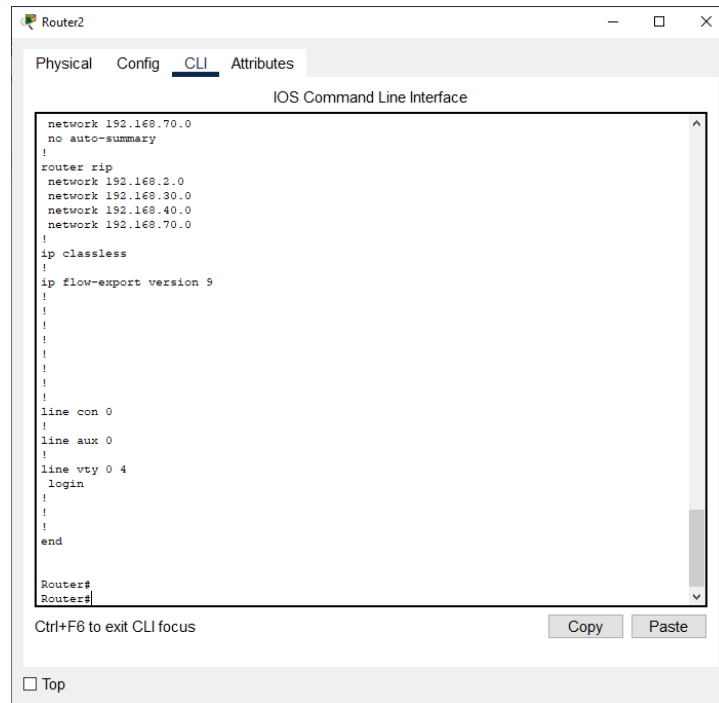 Router2
Physical Config CLI Attributes
IOS Command Line Interface
network 192.168.70.0
no auto-summary
!
router rip
network 192.168.2.0
network 192.168.30.0
network 192.168.40.0
network 192.168.70.0
!
ip classless
!
ip flow-export version 9
!
!
!
!
!
!
!
!
line con 0
!
line aux 0
!
line vty 0 4
login
!
!
!
end
Router#
Router#
Ctrl+F6 to exit CLI focus
Copy Paste
Top